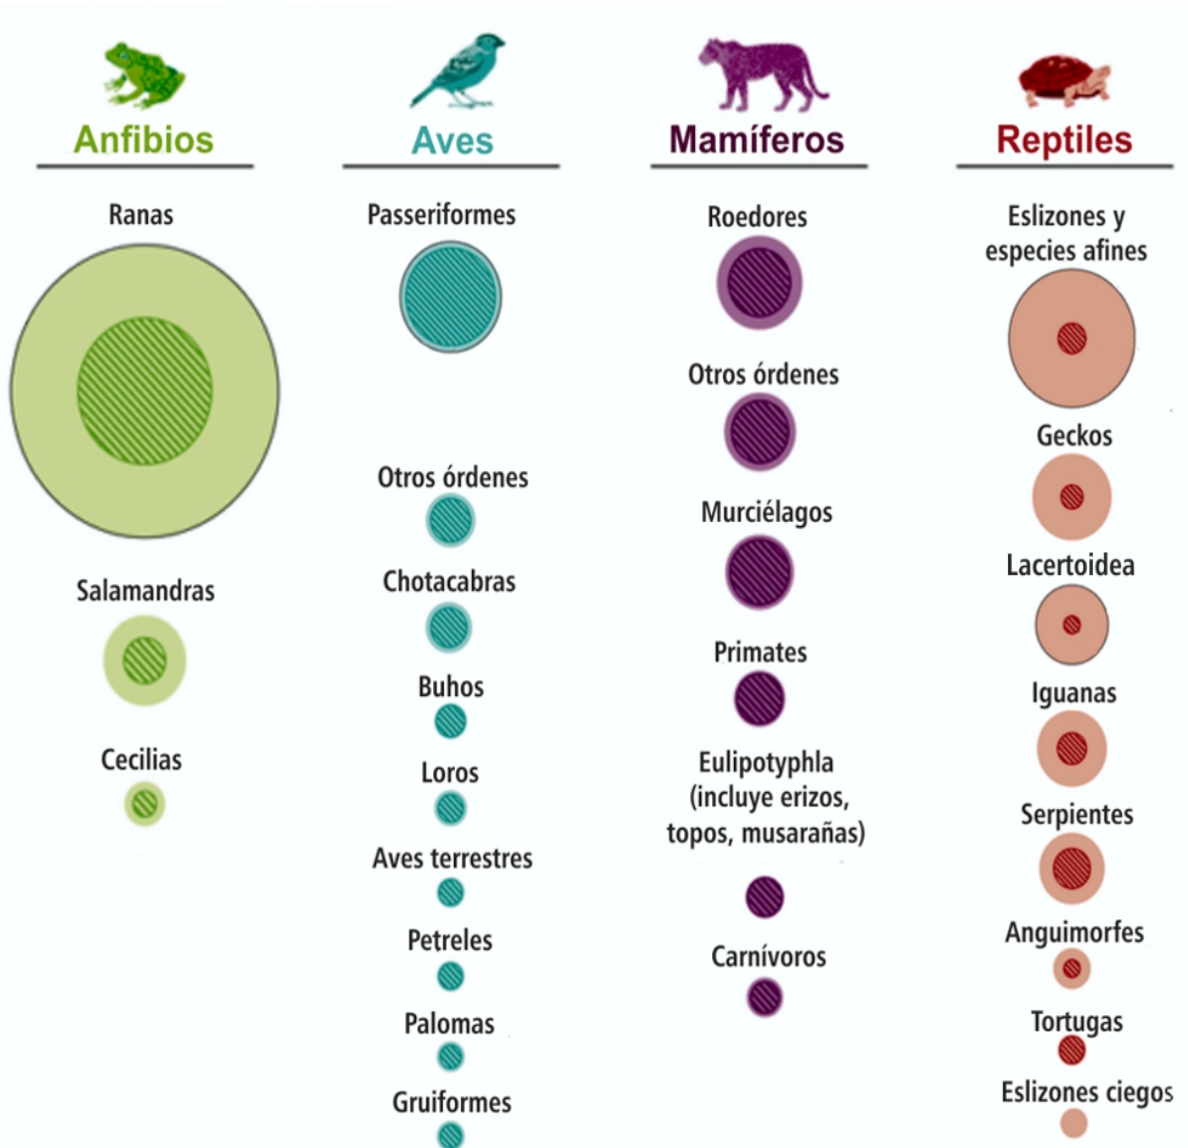 Anfibios
Ranas
Salamandras
Cecilias
Aves
Passeriformes
Otros órdenes
Chotacabras
Buhos
Loros
Aves terrestres
Petreles
Palomas
Gruiformes
Mamíferos
Roedores
Otros órdenes
Murciélagos
Primates
Eulipotyphla
(incluye erizos,
topos, musarañas)
Carnívoros
Reptiles
Eslizones y
especies afines
Geckos
Lacertoidea
Iguanas
Serpientes
Anguimorfes
Tortugas
Eslizones ciegos